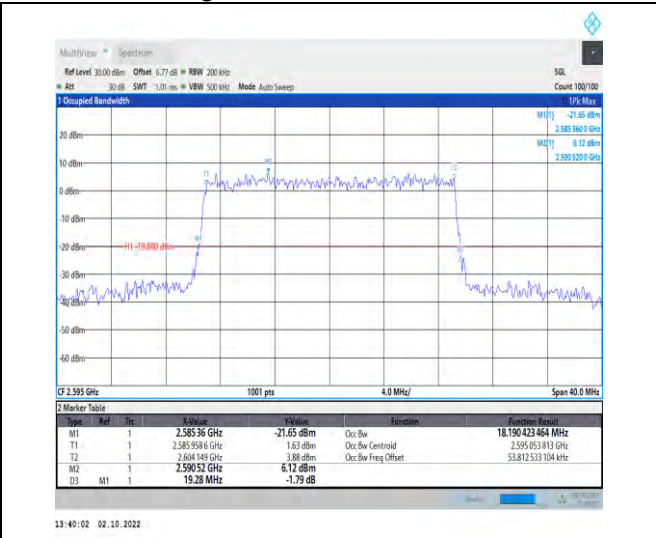 MultiView Spectrum
Ref Level 30.00 dBm Offset 6.77 dB RBW 200 kHz SGL
Att 30 dB SWT 1.01 ms VBW 500 kHz Mode Auto Sweep Count 100/100
1 Occupied Bandwidth 1Pk Max
M1[1] -21.65 dBm
2.585 360 0 GHz
20 dBm M2[1] 6.12 dBm
2.590 520 0 GHz
10 dBm
M2
T1 T2
0 dBm
-10 dBm
-20 dBm H1 -19.880 dBm M1
-30 dBm
-40 dBm
-50 dBm
-60 dBm
CF 2.595 GHz 1001 pts 4.0 MHz/ Span 40.0 MHz
2 Marker Table
Type Ref Trc X-Value Y-Value Function Function Result
M1 1 2.585 36 GHz -21.65 dBm Occ Bw 18.190 423 464 MHz
T1 1 2.585 958 6 GHz 1.63 dBm Occ Bw Centroid 2.595 053 813 GHz
T2 1 2.604 149 GHz 3.88 dBm Occ Bw Freq Offset 53.812 533 104 kHz
M2 1 2.590 52 GHz 6.12 dBm
D3 M1 1 19.28 MHz -1.79 dB
13:40:02 02.10.2022